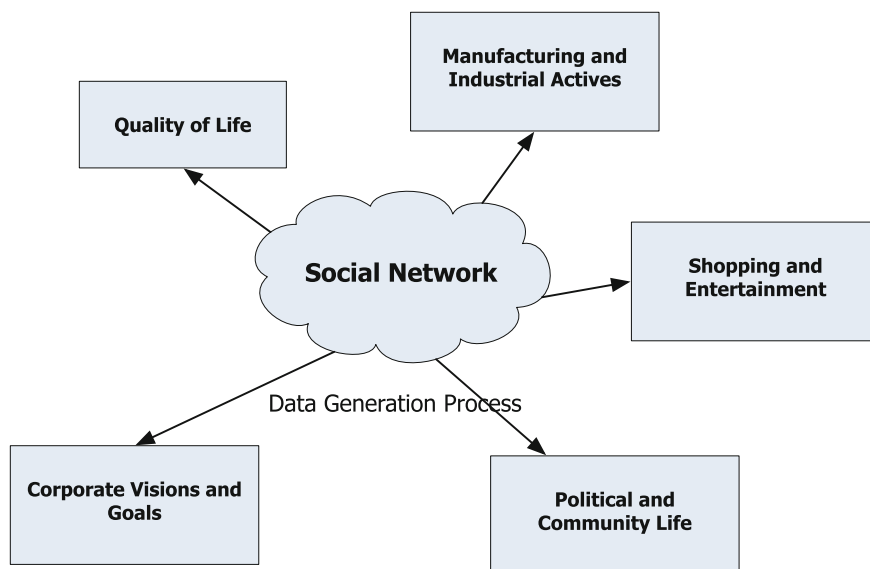 Manufacturing and
Industrial Actives
Quality of Life
Social Network
Shopping and
Entertainment
Data Generation Process
Corporate Visions and
Goals
Political and
Community Life